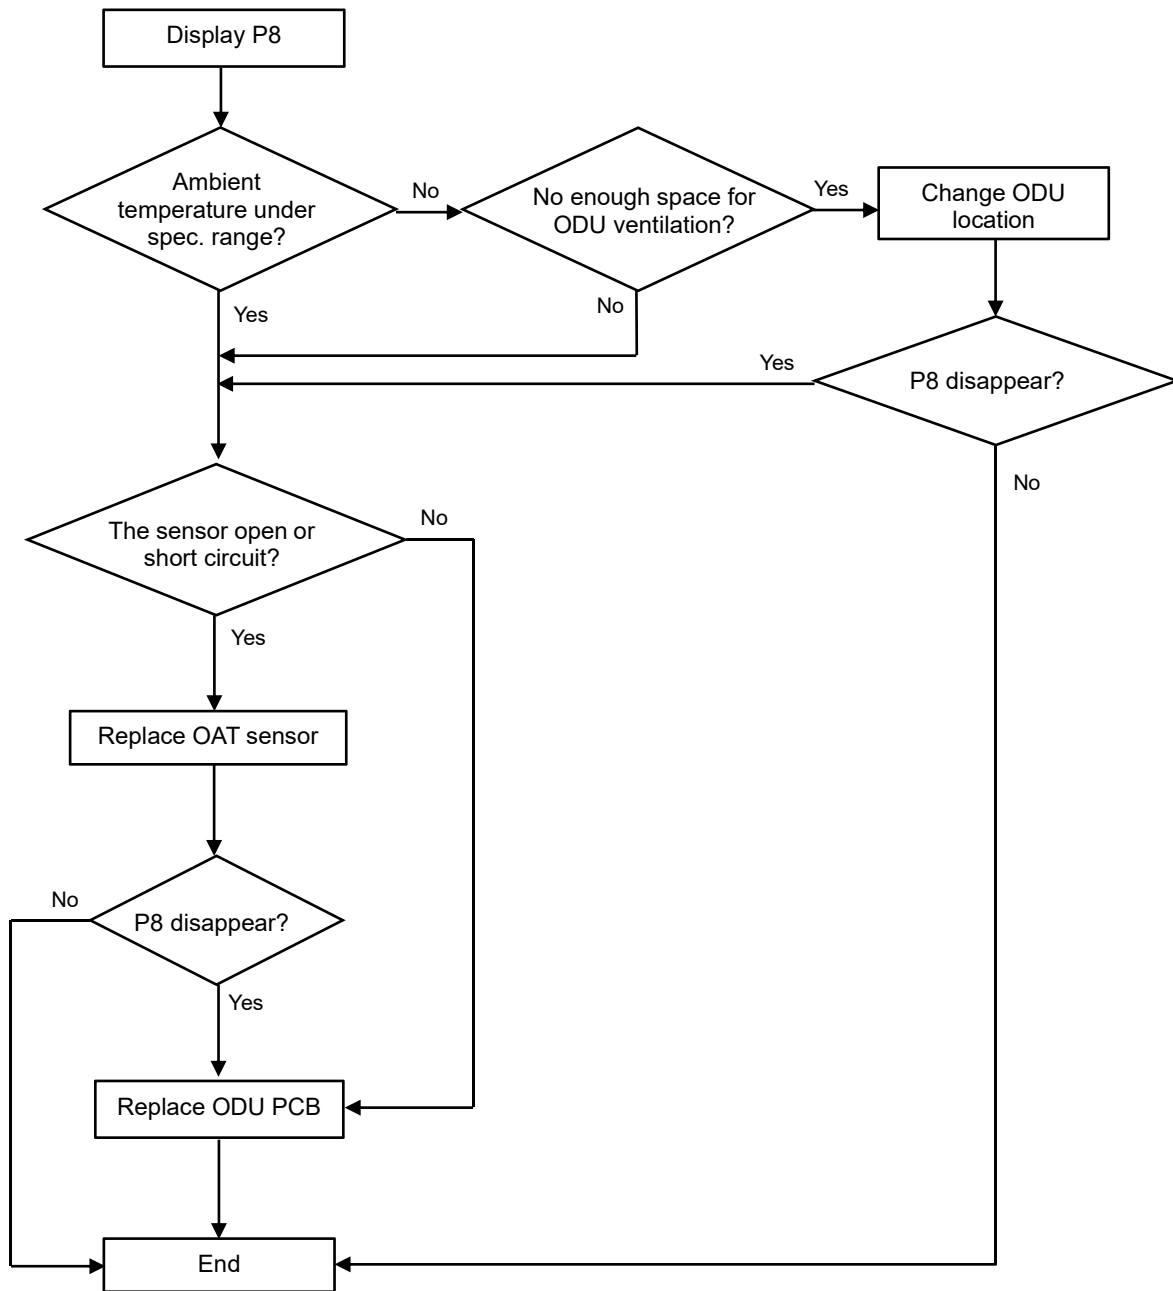 Display P8
Ambient
temperature under
spec. range?
No
No enough space for
ODU ventilation?
Yes
Change ODU
location
Yes
No
Yes
P8 disappear?
No
The sensor open or
short circuit?
No
Yes
Replace OAT sensor
No
P8 disappear?
Yes
Replace ODU PCB
End